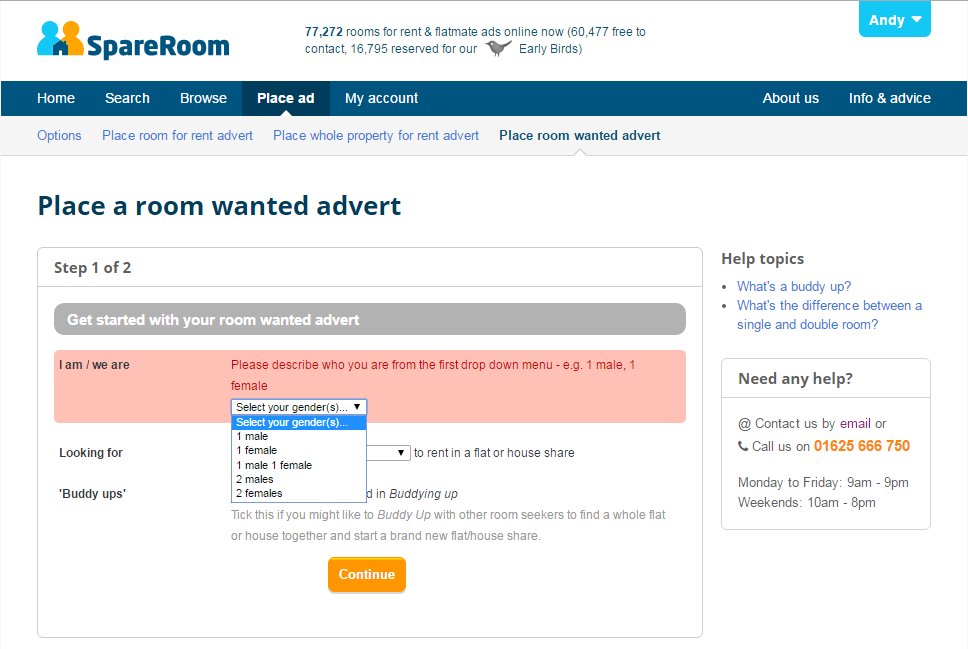 SpareRoom
77,272 rooms for rent & flatmate ads online now (60,477 free to
contact, 16,795 reserved for our Early Birds)
Andy
Home Search Browse Place ad My account About us Info & advice
Options Place room for rent advert Place whole property for rent advert Place room wanted advert
Place a room wanted advert
Step 1 of 2
Get started with your room wanted advert
I am / we are
Please describe who you are from the first drop down menu - e.g. 1 male, 1
female
Select your gender(s)...
Select your gender(s)...
1 male
1 female
1 male 1 female
2 males
2 females
Looking for
to rent in a flat or house share
'Buddy ups'
d in Buddying up
Tick this if you might like to Buddy Up with other room seekers to find a whole flat
or house together and start a brand new flat/house share.
Continue
Help topics
What's a buddy up?
What's the difference between a
single and double room?
Need any help?
@ Contact us by email or
Call us on 01625 666 750
Monday to Friday: 9am - 9pm
Weekends: 10am - 8pm